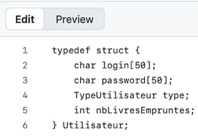 Edit Preview
1 typedef struct {
2 char login[50];
3 char password[50];
4 TypeUtilisateur type;
5 int nbLivresEmpruntes;
6 } Utilisateur;